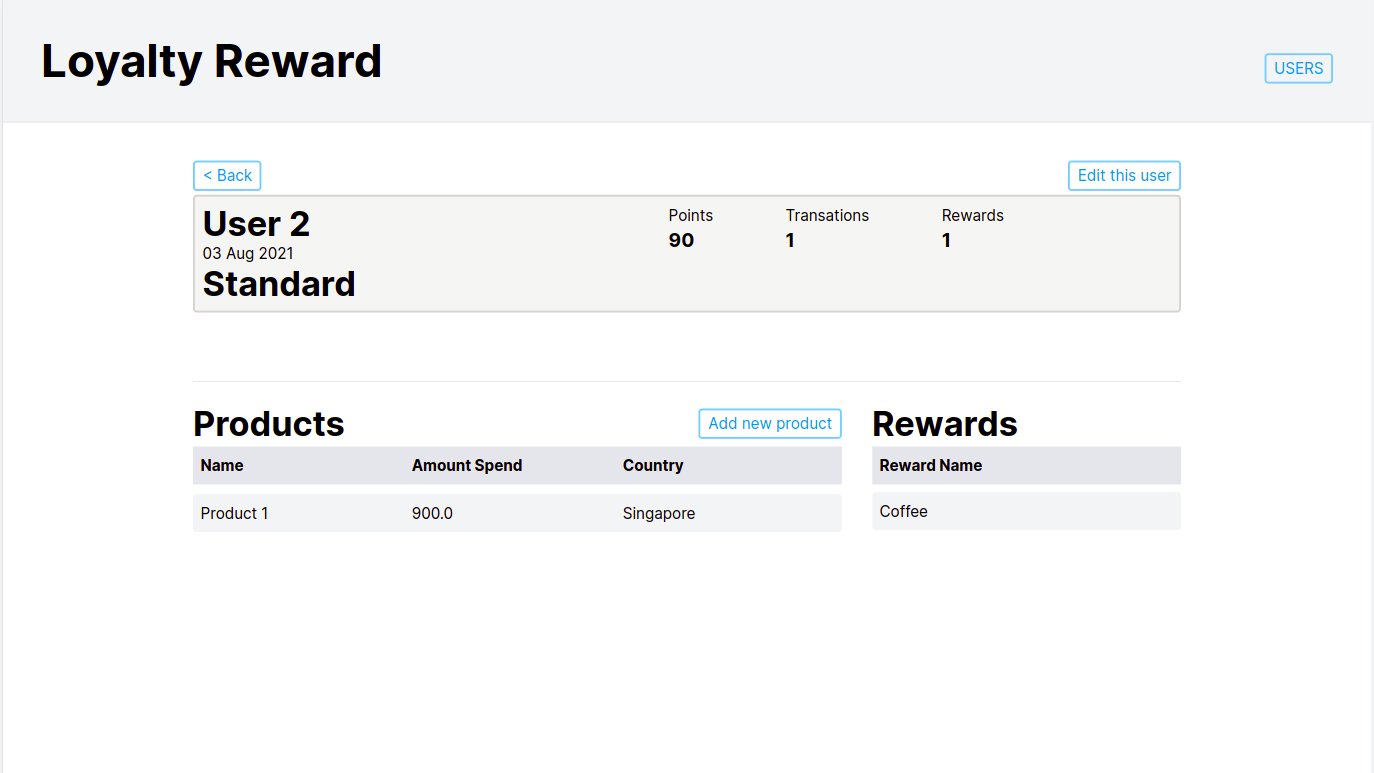 Loyalty Reward
USERS
< Back
Edit this user
User 2
03 Aug 2021
Standard
Points
90
Transations
1
Rewards
1
Products
Add new product
Name Amount Spend Country
Product 1 900.0 Singapore
Rewards
Reward Name
Coffee